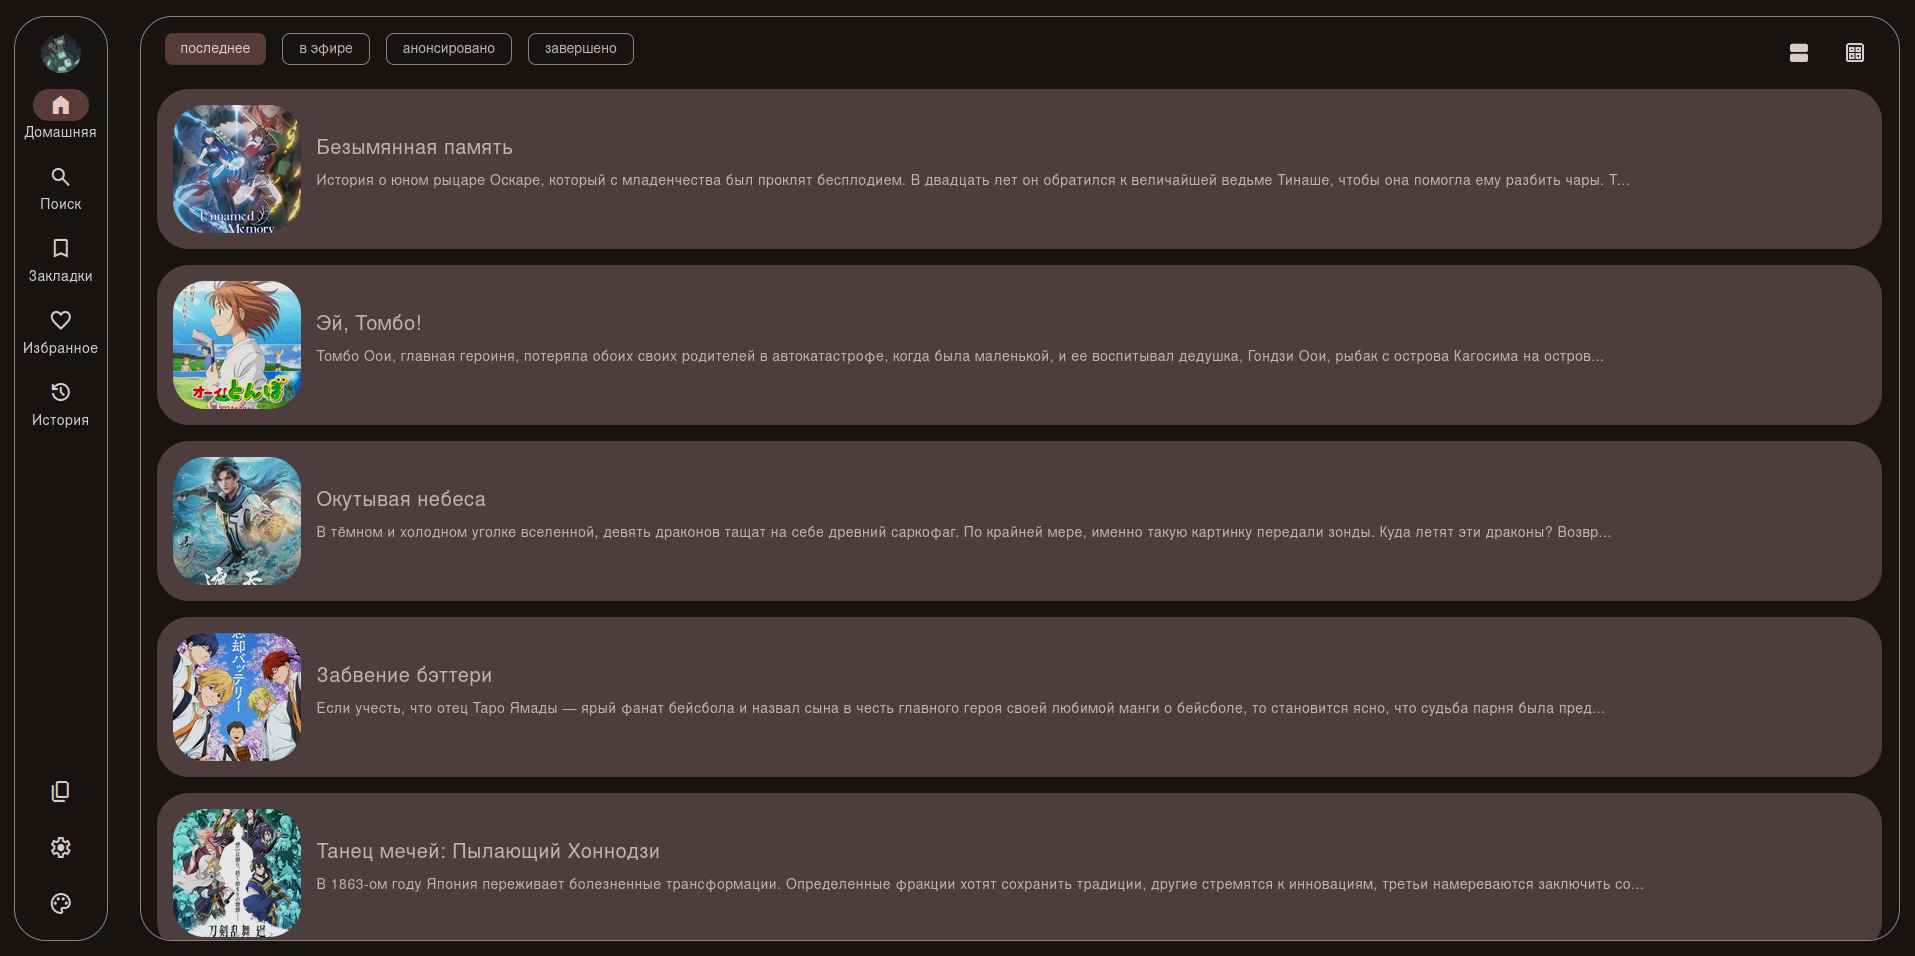 последнее
в эфире
анонсировано
завершено
Домашняя
Поиск
Закладки
Избранное
История
Безымянная память
История о юном рыцаре Оскаре, который с младенчества был проклят бесплодием. В двадцать лет он обратился к величайшей ведьме Тинаше, чтобы она помогла ему разбить чары. Т...
Unnamed
Memory
Эй, Томбо!
Томбо Оои, главная героиня, потеряла обоих своих родителей в автокатастрофе, когда была маленькой, и ее воспитывал дедушка, Гондзи Оои, рыбак с острова Кагосима на остров...
オーイ!とんぼ
Окутывая небеса
В тёмном и холодном уголке вселенной, девять драконов тащат на себе древний саркофаг. По крайней мере, именно такую картинку передали зонды. Куда летят эти драконы? Возвр...
Забвение бэттери
Если учесть, что отец Таро Ямады — ярый фанат бейсбола и назвал сына в честь главного героя своей любимой манги о бейсболе, то становится ясно, что судьба парня была пред...
忘却バッテリー
Танец мечей: Пылающий Хоннодзи
В 1863-ом году Япония переживает болезненные трансформации. Определенные фракции хотят сохранить традиции, другие стремятся к инновациям, третьи намереваются заключить со...
刀剣乱舞 廻